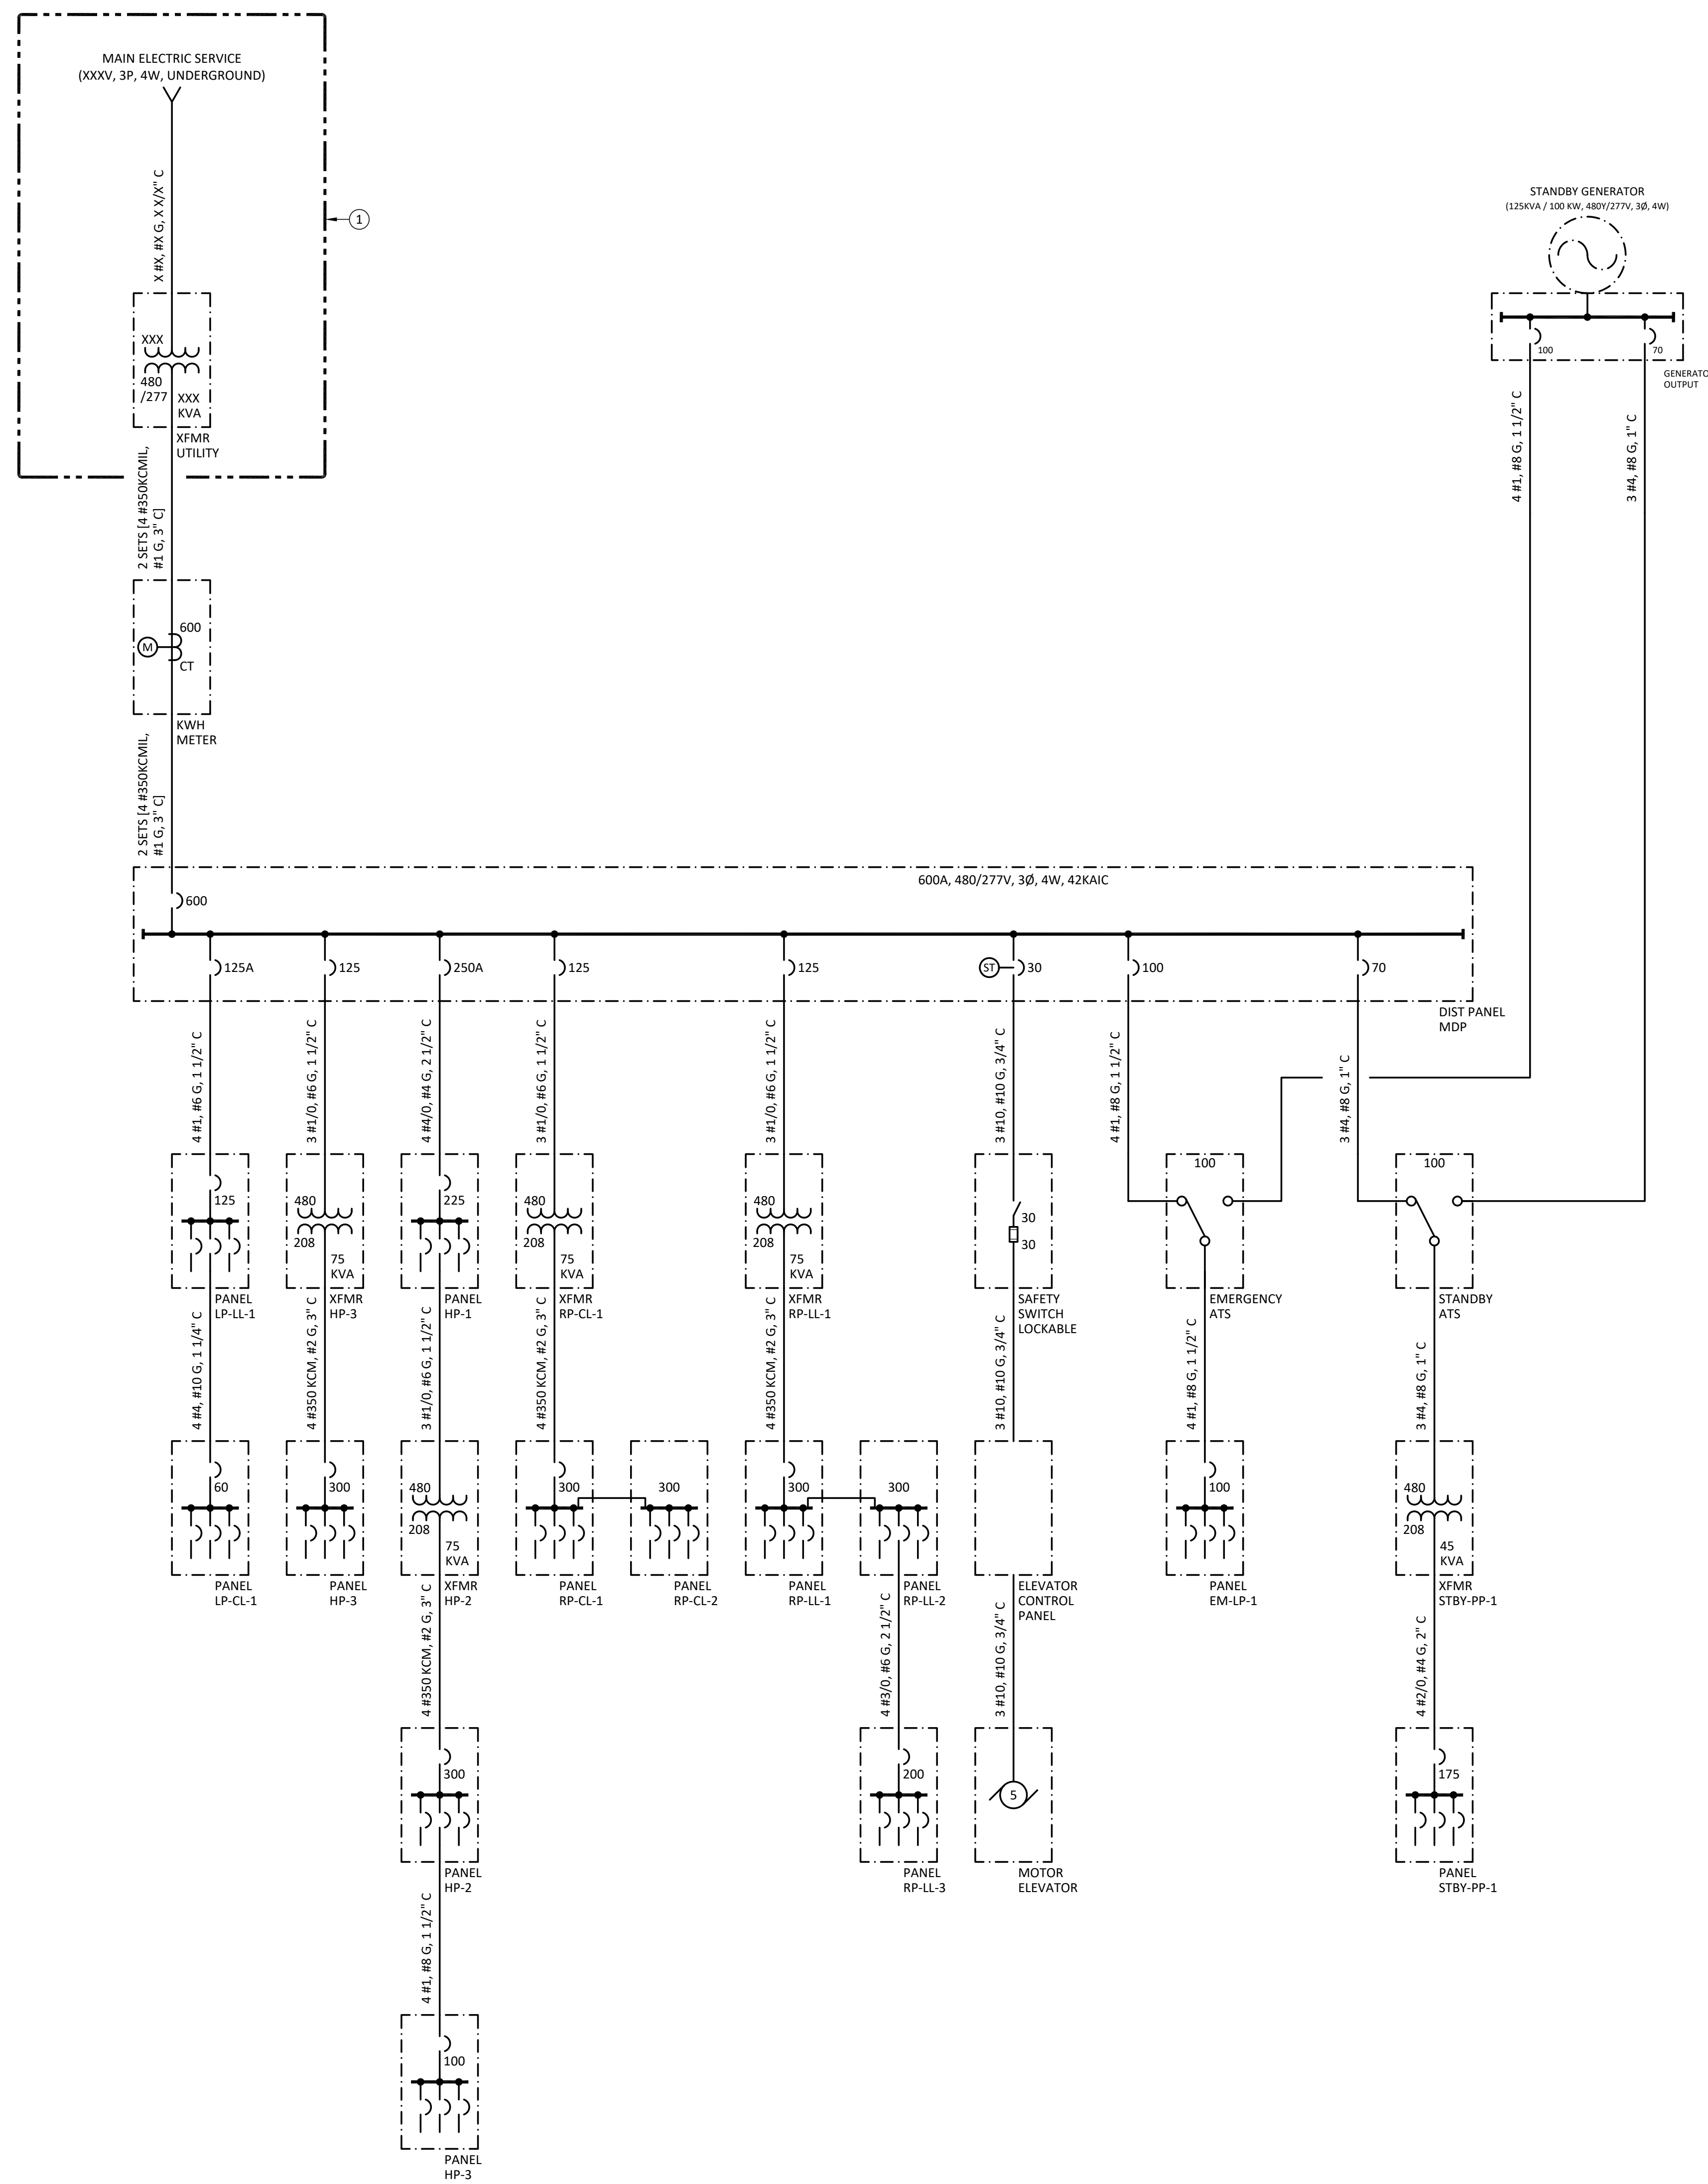 MAIN ELECTRIC SERVICE
(XXXV, 3P, 4W, UNDERGROUND)
X #X, #X G, X X/X" C
1
XXX
480
/277
XXX
KVA
XFMR
UTILITY
2 SETS [4 #350KCMIL,
#1 G, 3" C]
600
M
CT
KWH
METER
2 SETS [4 #350KCMIL,
#1 G, 3" C]
STANDBY GENERATOR
(125KVA / 100 KW, 480Y/277V, 3Ø, 4W)
100
70
GENERATO
OUTPUT
4 #1, #8 G, 1 1/2" C
3 #4, #8 G, 1" C
600A, 480/277V, 3Ø, 4W, 42KAIC
600
125A
125
250A
125
125
ST
30
100
70
DIST PANEL
MDP
4 #1, #6 G, 1 1/2" C
3 #1/0, #6 G, 1 1/2" C
4 #4/0, #4 G, 2 1/2" C
3 #1/0, #6 G, 1 1/2" C
3 #1/0, #6 G, 1 1/2" C
3 #10, #10 G, 3/4" C
4 #1, #8 G, 1 1/2" C
3 #4, #8 G, 1" C
125
PANEL
LP-LL-1
480
208
75
KVA
XFMR
HP-3
225
PANEL
HP-1
480
208
75
KVA
XFMR
RP-CL-1
480
208
75
KVA
XFMR
RP-LL-1
30
30
SAFETY
SWITCH
LOCKABLE
100
EMERGENCY
ATS
100
STANDBY
ATS
4 #4, #10 G, 1 1/4" C
4 #350 KCM, #2 G, 3" C
3 #1/0, #6 G, 1 1/2" C
4 #350 KCM, #2 G, 3" C
4 #350 KCM, #2 G, 3" C
3 #10, #10 G, 3/4" C
4 #1, #8 G, 1 1/2" C
3 #4, #8 G, 1" C
60
PANEL
LP-CL-1
300
PANEL
HP-3
480
208
75
KVA
XFMR
HP-2
300
PANEL
RP-CL-1
300
PANEL
RP-CL-2
300
PANEL
RP-LL-1
300
PANEL
RP-LL-2
ELEVATOR
CONTROL
PANEL
100
PANEL
EM-LP-1
480
208
45
KVA
XFMR
STBY-PP-1
4 #350 KCM, #2 G, 3" C
4 #3/0, #6 G, 2 1/2" C
3 #10, #10 G, 3/4" C
4 #2/0, #4 G, 2" C
300
PANEL
HP-2
200
PANEL
RP-LL-3
5
MOTOR
ELEVATOR
175
PANEL
STBY-PP-1
4 #1, #8 G, 1 1/2" C
100
PANEL
HP-3